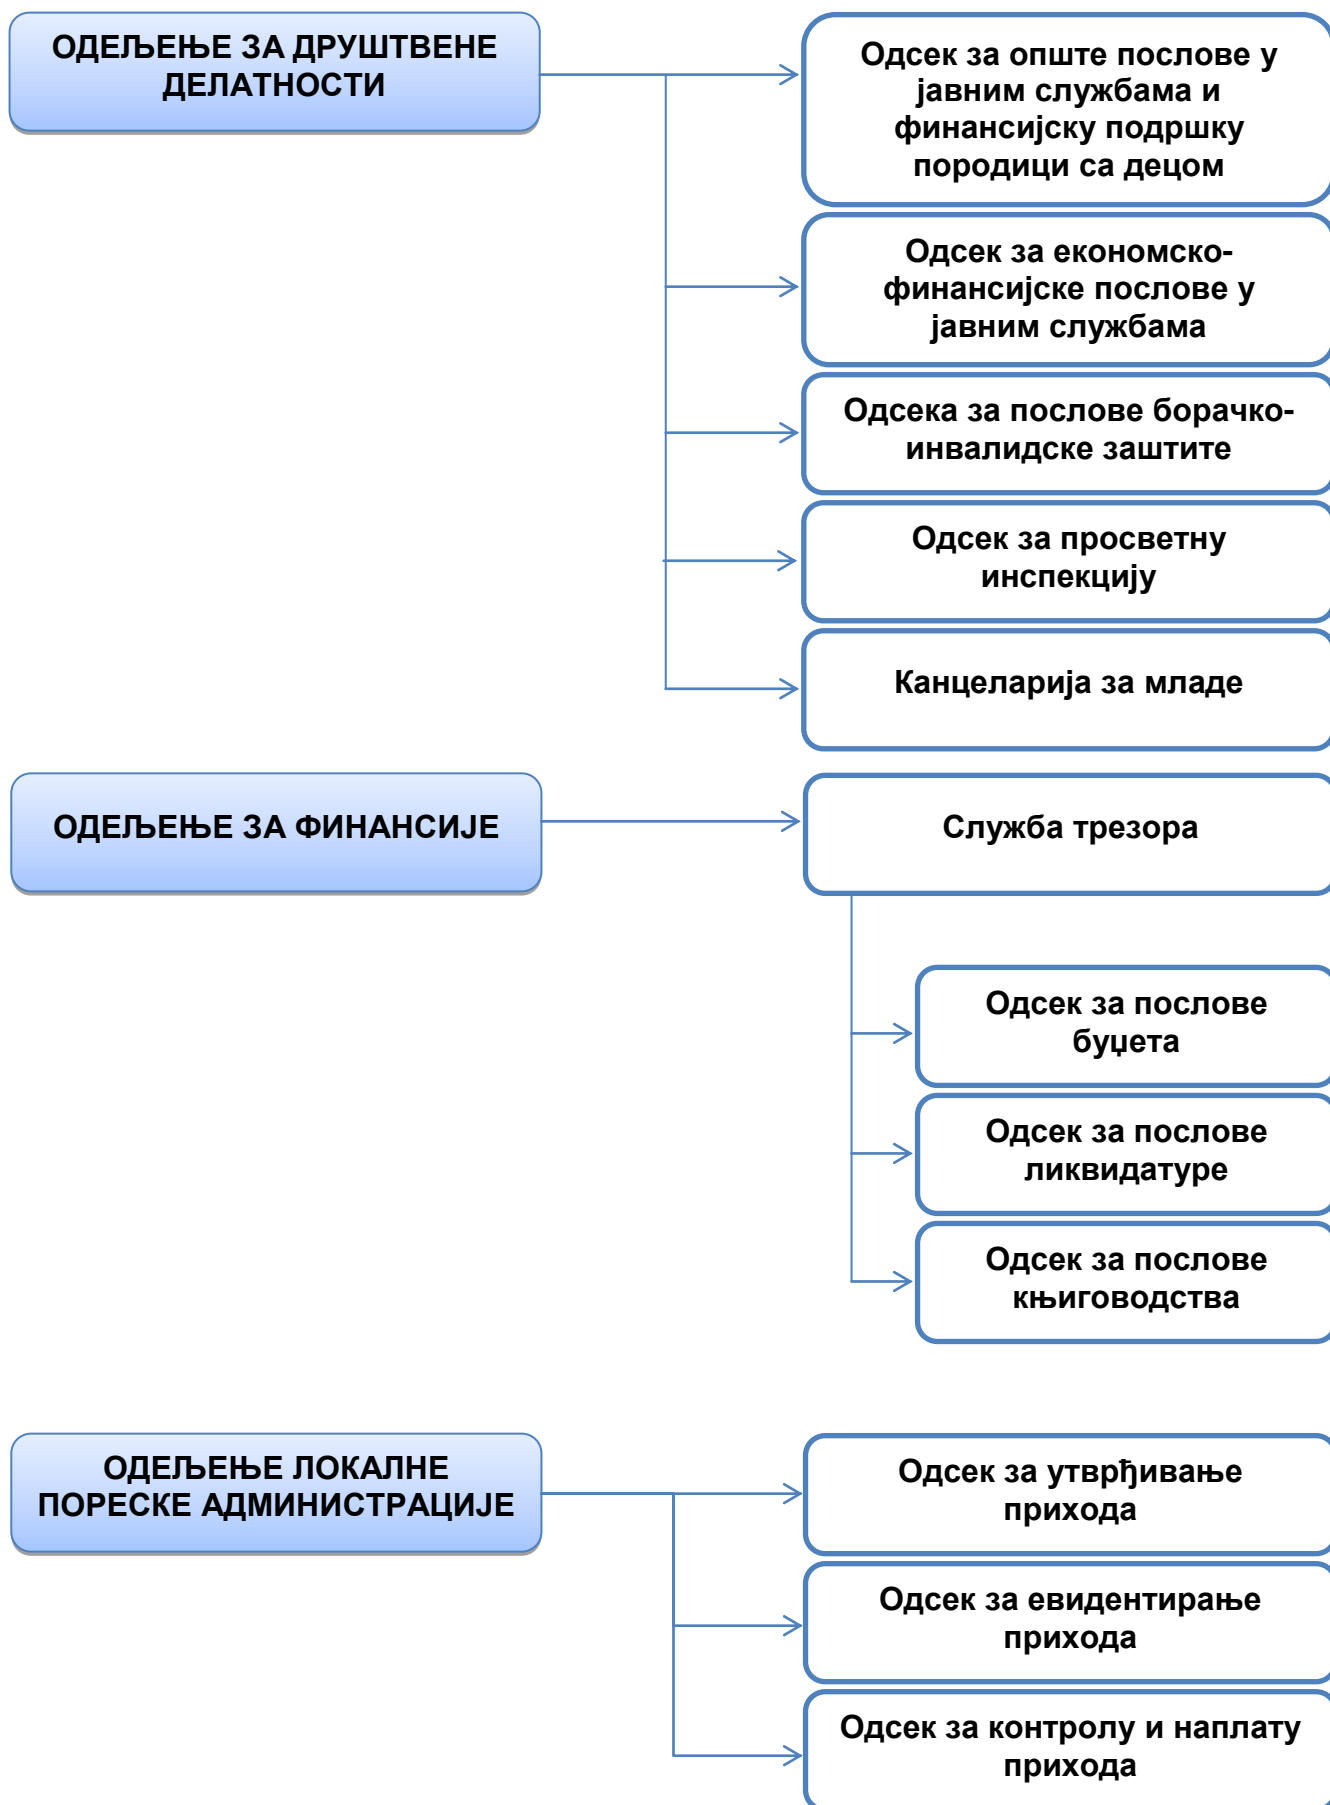 ОДЕЉЕЊЕ ЗА ДРУШТВЕНЕ
ДЕЛАТНОСТИ
Одсек за опште послове у
јавним службама и
финансијску подршку
породици са децом
Одсек за економско-
финансијске послове у
јавним службама
Одсека за послове борачко-
инвалидске заштите
Одсек за просветну
инспекцију
Канцеларија за младе
ОДЕЉЕЊЕ ЗА ФИНАНСИЈЕ
Служба трезора
Одсек за послове
буџета
Одсек за послове
ликвидатуре
Одсек за послове
књиговодства
ОДЕЉЕЊЕ ЛОКАЛНЕ
ПОРЕСКЕ АДМИНИСТРАЦИЈЕ
Одсек за утврђивање
прихода
Одсек за евидентирање
прихода
Одсек за контролу и наплату
прихода